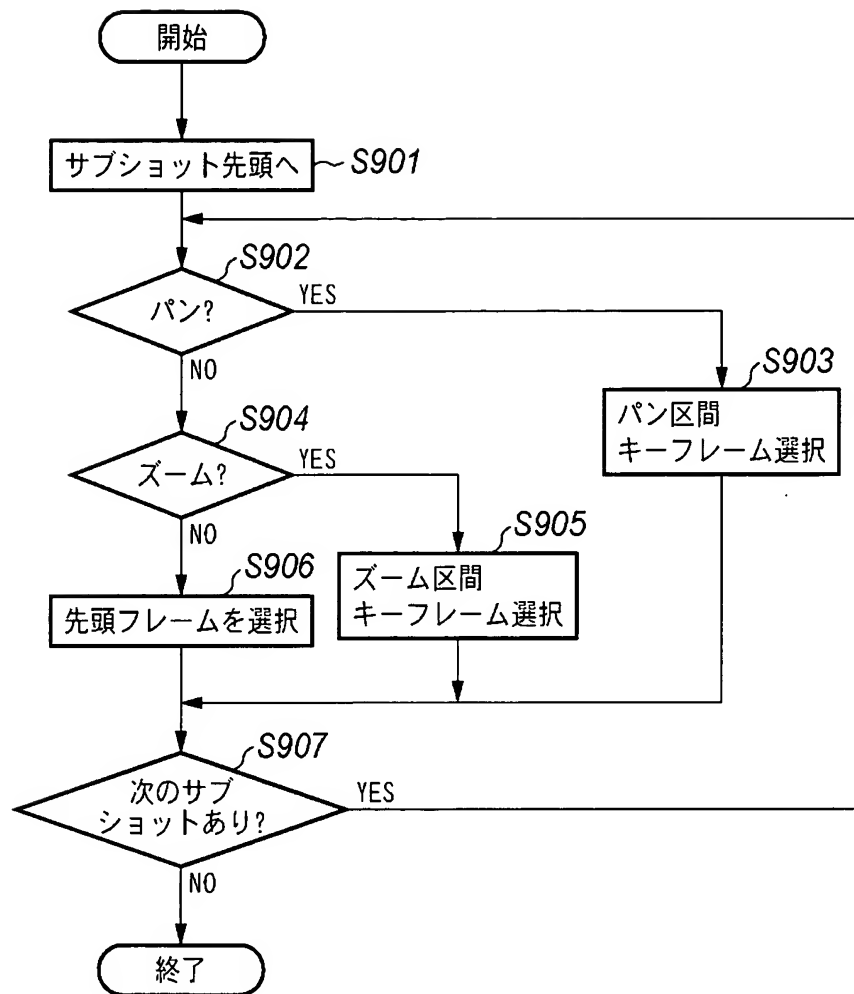 開始
サブショット先頭へ
S901
S902
パン?
YES
NO
S903
パン区間
キーフレーム選択
S904
ズーム?
YES
NO
S905
ズーム区間
キーフレーム選択
S906
先頭フレームを選択
S907
次のサブ
ショットあり?
YES
NO
終了